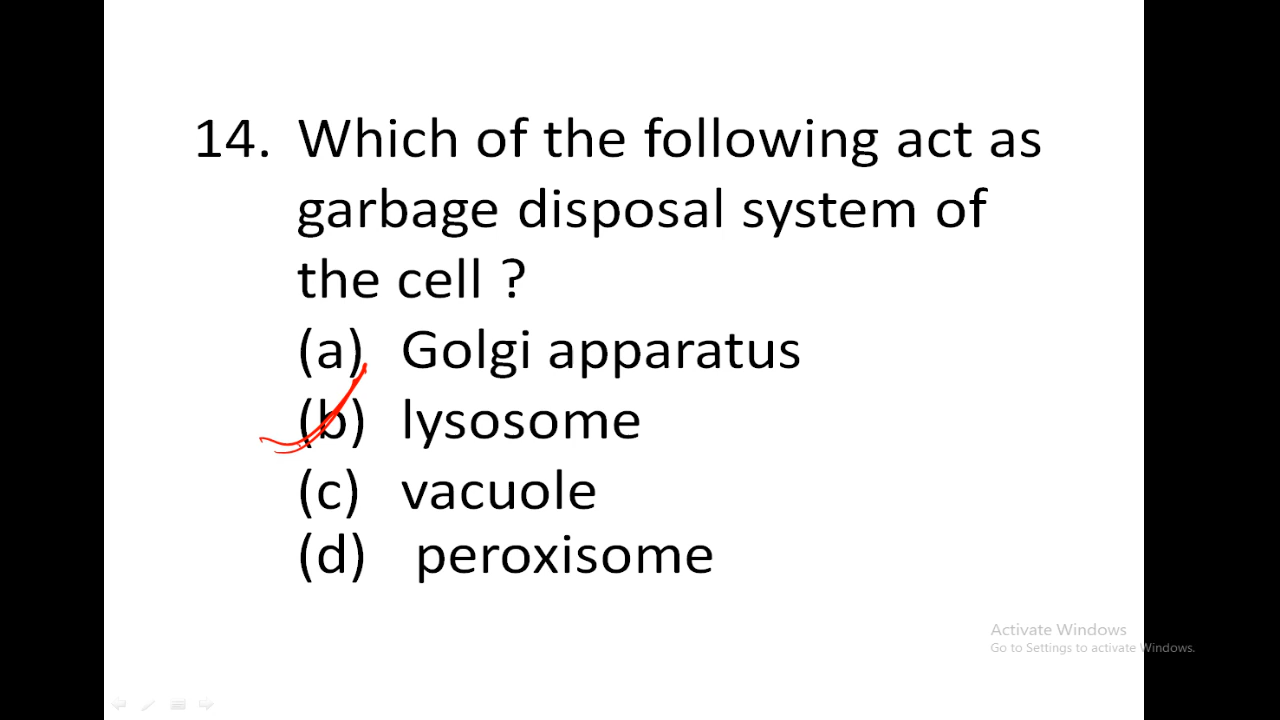 14. Which of the following act as
garbage disposal system of
the cell ?
(a) Golgi apparatus
(b) lysosome
(c) vacuole
(d) peroxisome
Activate Windows
Go to Settings to activate Windows.